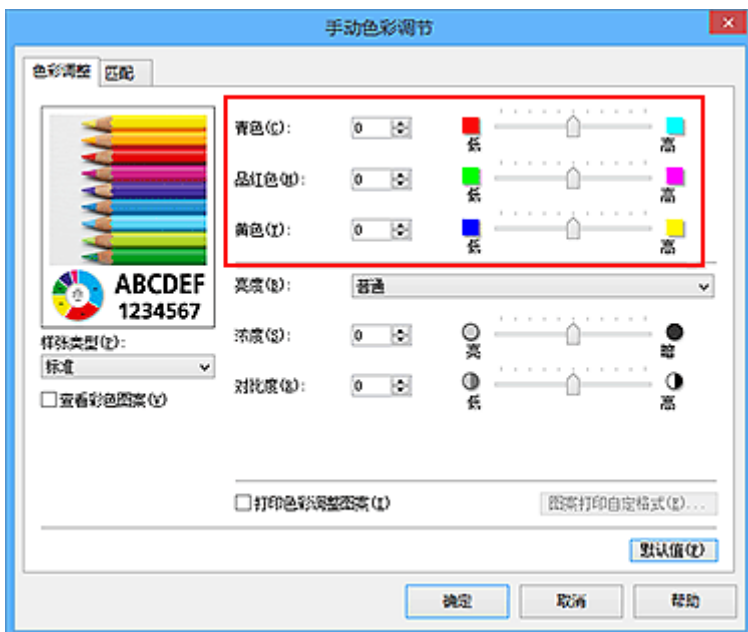 手动色彩调节
色彩调整 匹配
青色(C): 0 低 高
品红色(M): 0 低 高
黄色(Y): 0 低 高
ABCDEF
1234567
亮度(B): 普通
样张类型(P):
标准
浓度(S): 0 亮 暗
查看彩色图案(V)
对比度(R): 0 低 高
打印色彩调整图案(I) 图案打印自定格式(E)...
默认值(F)
确定 取消 帮助